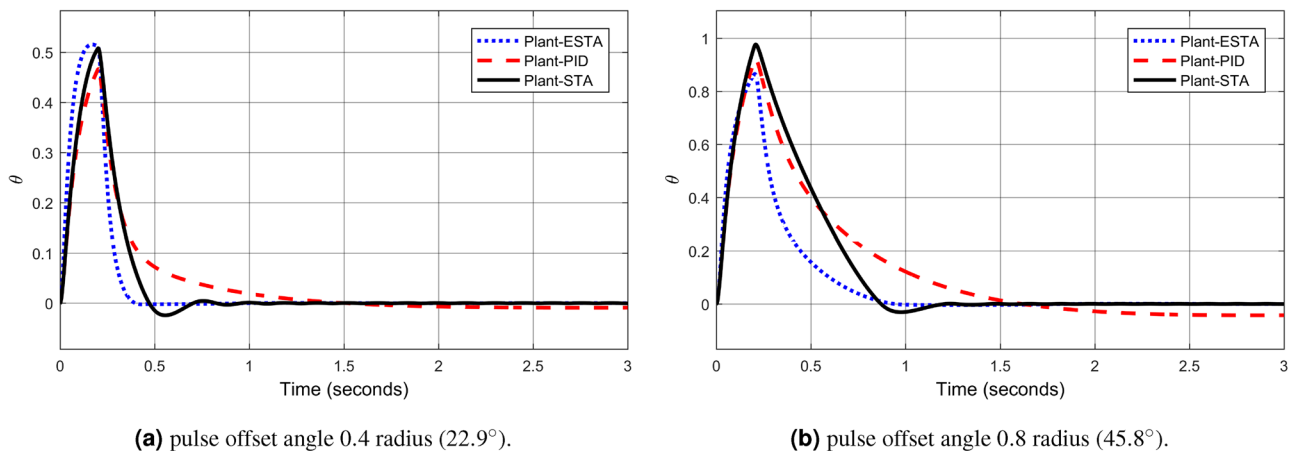 0.5
0.4
0.3
0.2
0.1
0
θ
0 0.5 1 1.5 2 2.5 3
Time (seconds)
Plant-ESTA
Plant-PID
Plant-STA
(a) pulse offset angle 0.4 radius (22.9°).
1
0.8
0.6
0.4
0.2
0
θ
0 0.5 1 1.5 2 2.5 3
Time (seconds)
Plant-ESTA
Plant-PID
Plant-STA
(b) pulse offset angle 0.8 radius (45.8°).